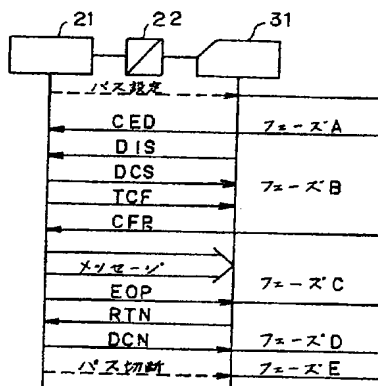 21 22 31
パス設定
CED フェーズA
DIS
DCS フェーズB
TCF
CFR
メッセージ
フェーズC
EOP
RTN
DCN フェーズD
パス切断 フェーズE